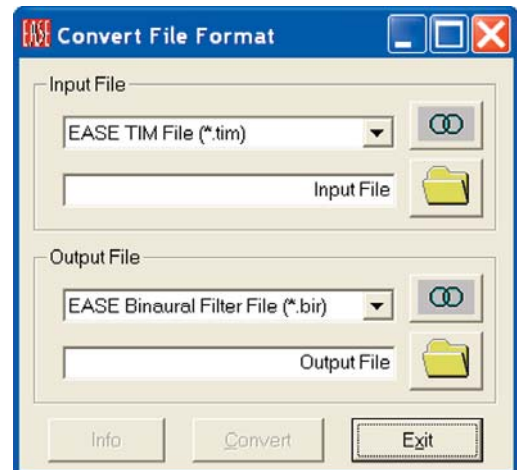 EASE Convert File Format
Input File
EASE TIM File (*.tim)
Input File
Output File
EASE Binaural Filter File (*.bir)
Output File
Info Convert Exit